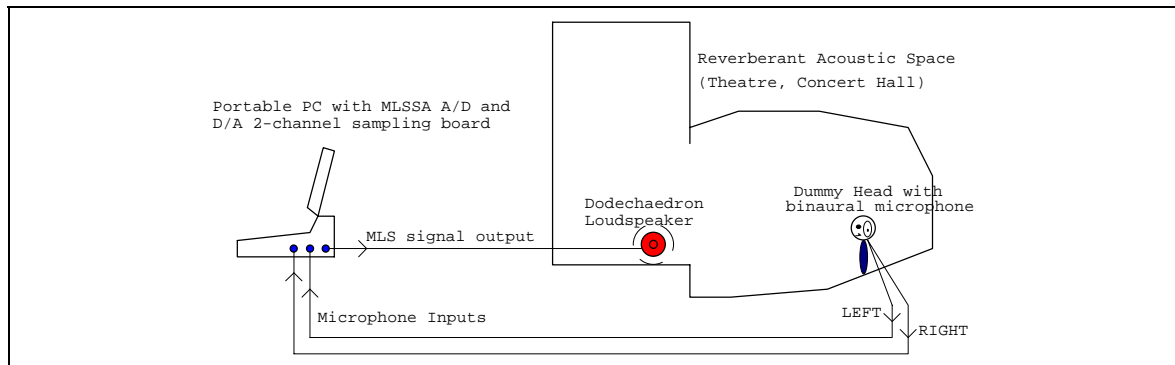 Reverberant Acoustic Space
(Theatre, Concert Hall)
Portable PC with MLSSA A/D and
D/A 2-channel sampling board
Dodechaedron
Loudspeaker
Dummy Head with
binaural microphone
MLS signal output
Microphone Inputs
LEFT
RIGHT